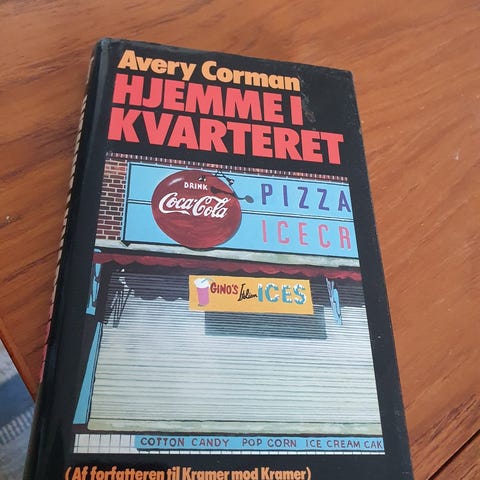 Avery Corman
HJEMME I
KVARTERET
DRINK
Coca-Cola
PIZZA
ICECR
GINO'S Italian ICES
COTTON CANDY POP CORN ICE CREAM CAK
(Af forfatteren til Kramer mod Kramer)